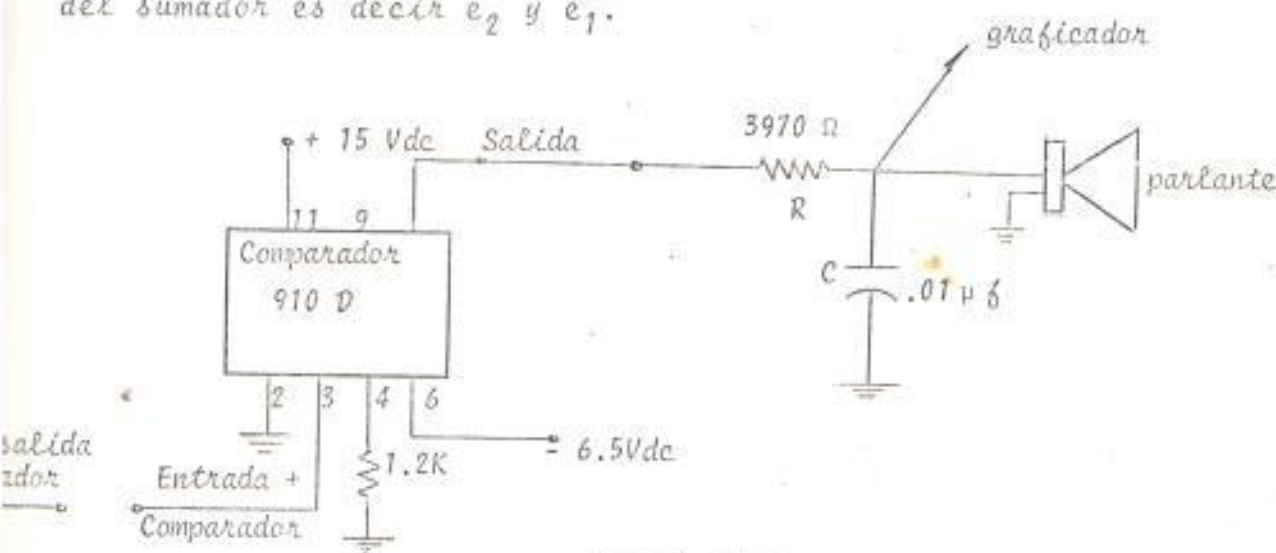 del sumador es decir e2 y e1.
graficador
+ 15 Vdc
Salida
3970 Ω
R
parlante
11 9
Comparador
910 D
C
.01 μf
2 3 4 6
- 6.5Vdc
1.2K
salida
Entrada +
Comparador